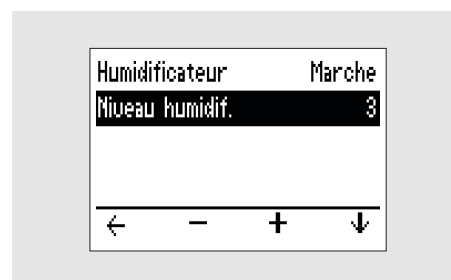 Humidificateur Marche
Niveau humidif. 3
← − + ↓